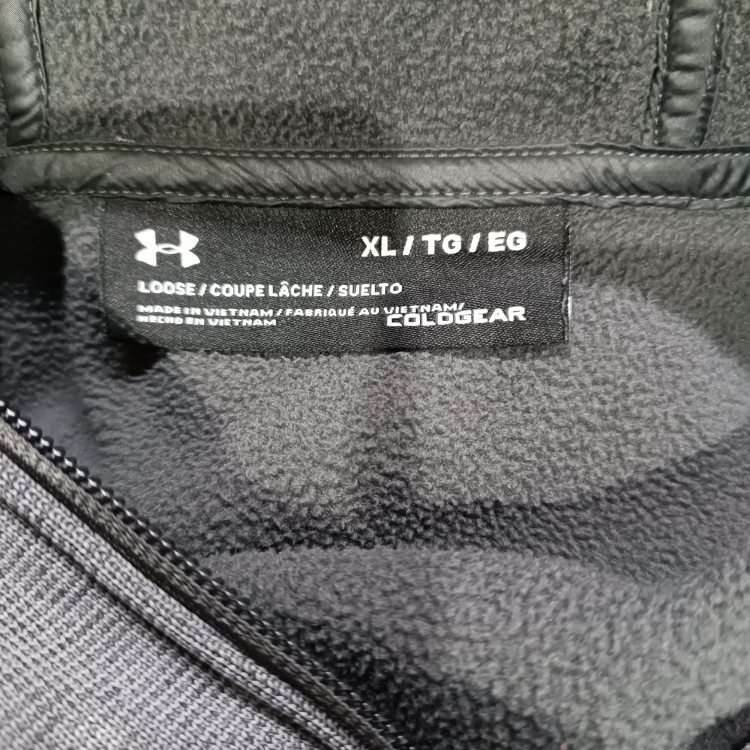 XL / TG / EG
LOOSE / COUPE LÂCHE / SUELTO
MADE IN VIETNAM / FABRIQUÉ AU VIETNAM/
HECHO EN VIETNAM
COLDGEAR